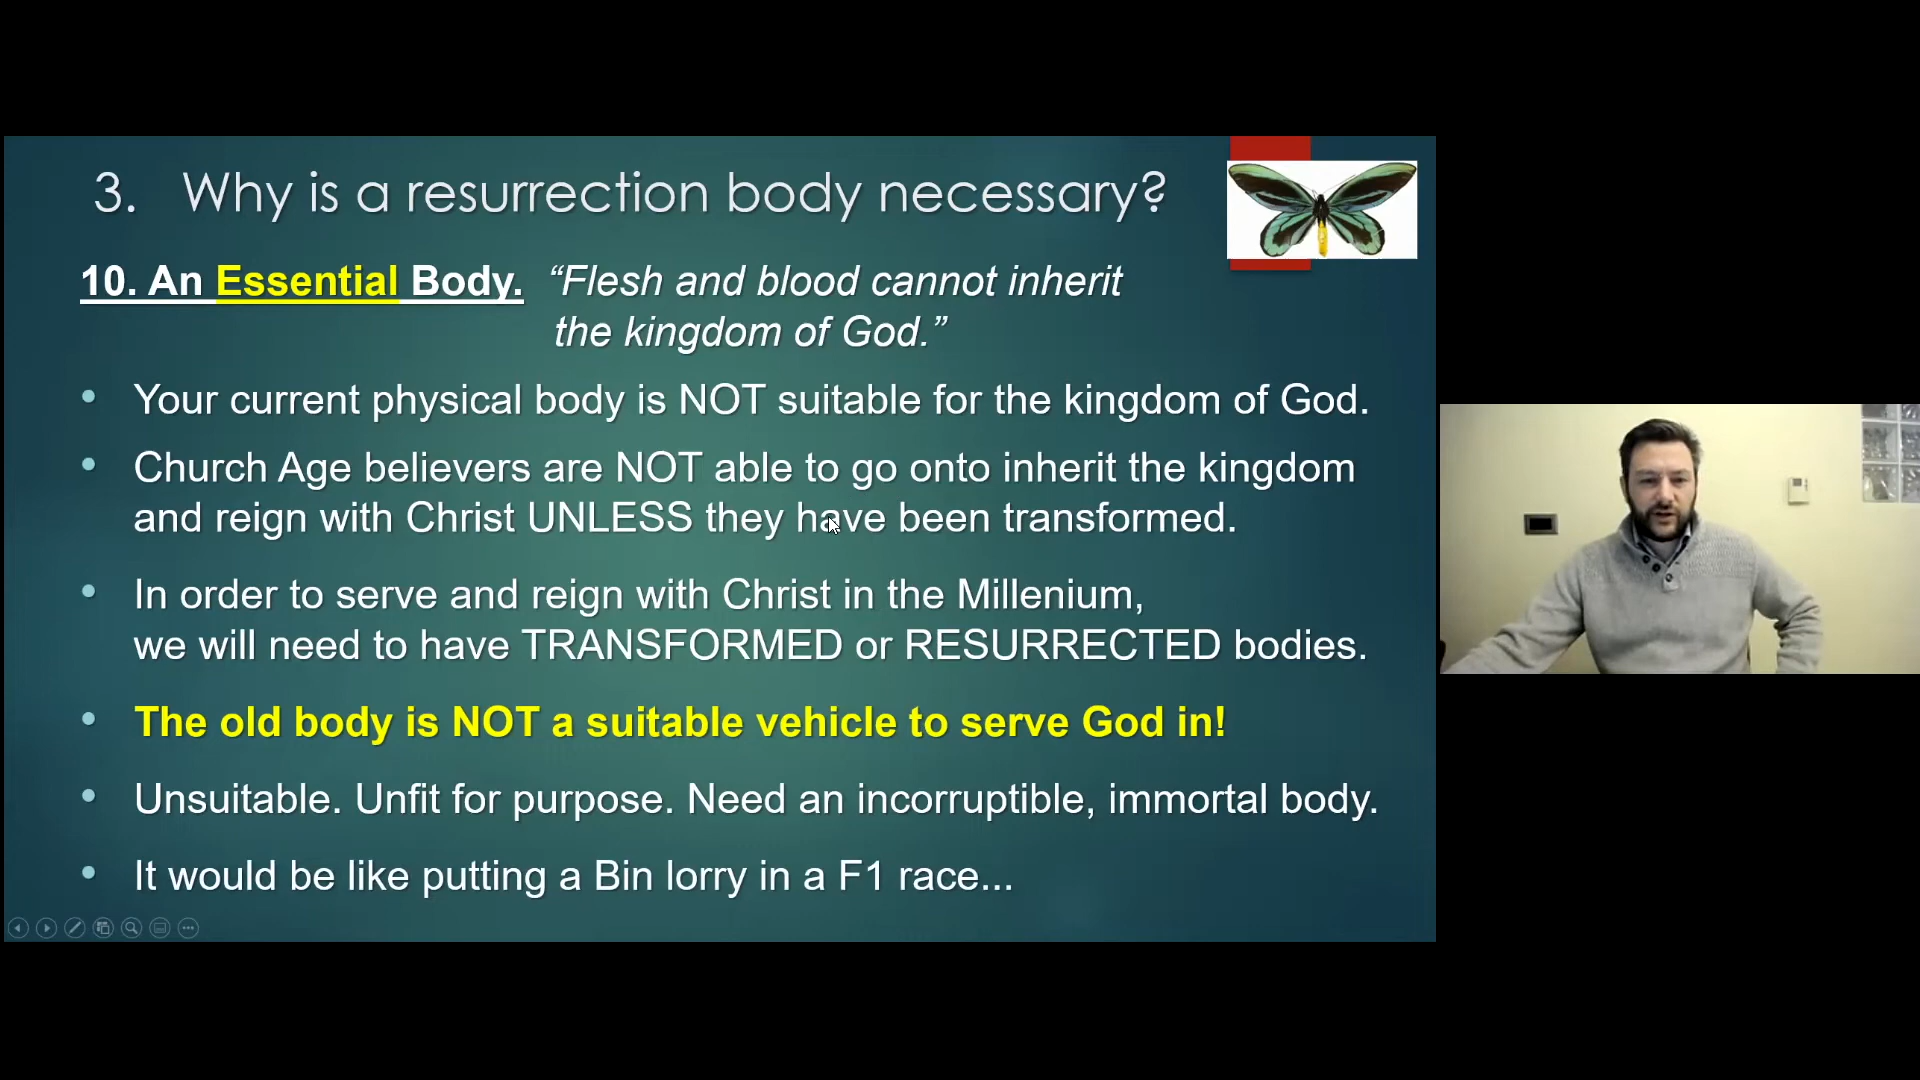 3. Why is a resurrection body necessary?
10. An Essential Body. “Flesh and blood cannot inherit
the kingdom of God.”
• Your current physical body is NOT suitable for the kingdom of God.
• Church Age believers are NOT able to go onto inherit the kingdom
and reign with Christ UNLESS they have been transformed.
• In order to serve and reign with Christ in the Millenium,
we will need to have TRANSFORMED or RESURRECTED bodies.
• The old body is NOT a suitable vehicle to serve God in!
• Unsuitable. Unfit for purpose. Need an incorruptible, immortal body.
• It would be like putting a Bin lorry in a F1 race...